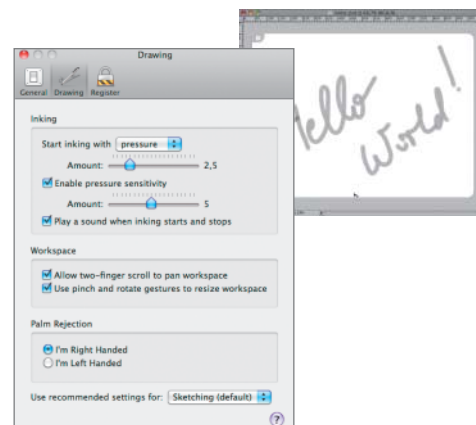 Drawing
General Drawing Register
Inking
Start inking with pressure
Amount: 2,5
Enable pressure sensitivity
Amount: 5
Play a sound when inking starts and stops
Workspace
Allow two-finger scroll to pan workspace
Use pinch and rotate gestures to resize workspace
Palm Rejection
I'm Right Handed
I'm Left Handed
Use recommended settings for: Sketching (default)
?
Hello
World!